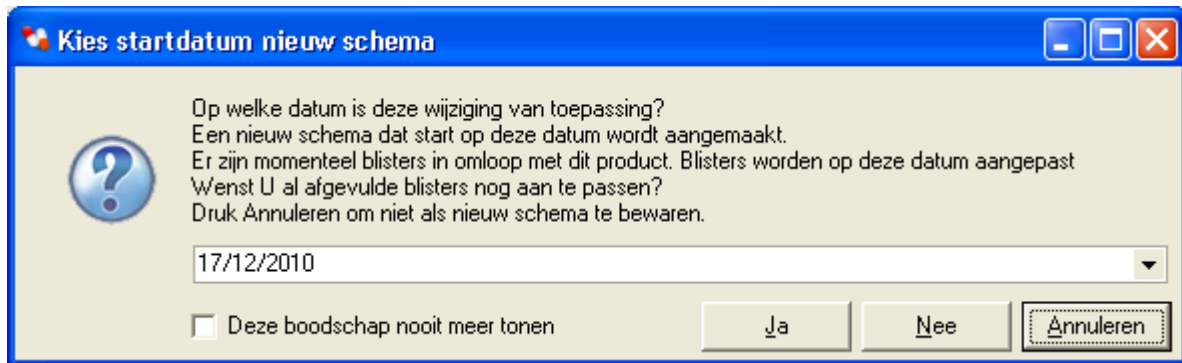 Kies startdatum nieuw schema
Op welke datum is deze wijziging van toepassing?
Een nieuw schema dat start op deze datum wordt aangemaakt.
Er zijn momenteel blisters in omloop met dit product. Blisters worden op deze datum aangepast
Wenst U al afgevulde blisters nog aan te passen?
Druk Annuleren om niet als nieuw schema te bewaren.
17/12/2010
Deze boodschap nooit meer tonen
Ja
Nee
Annuleren